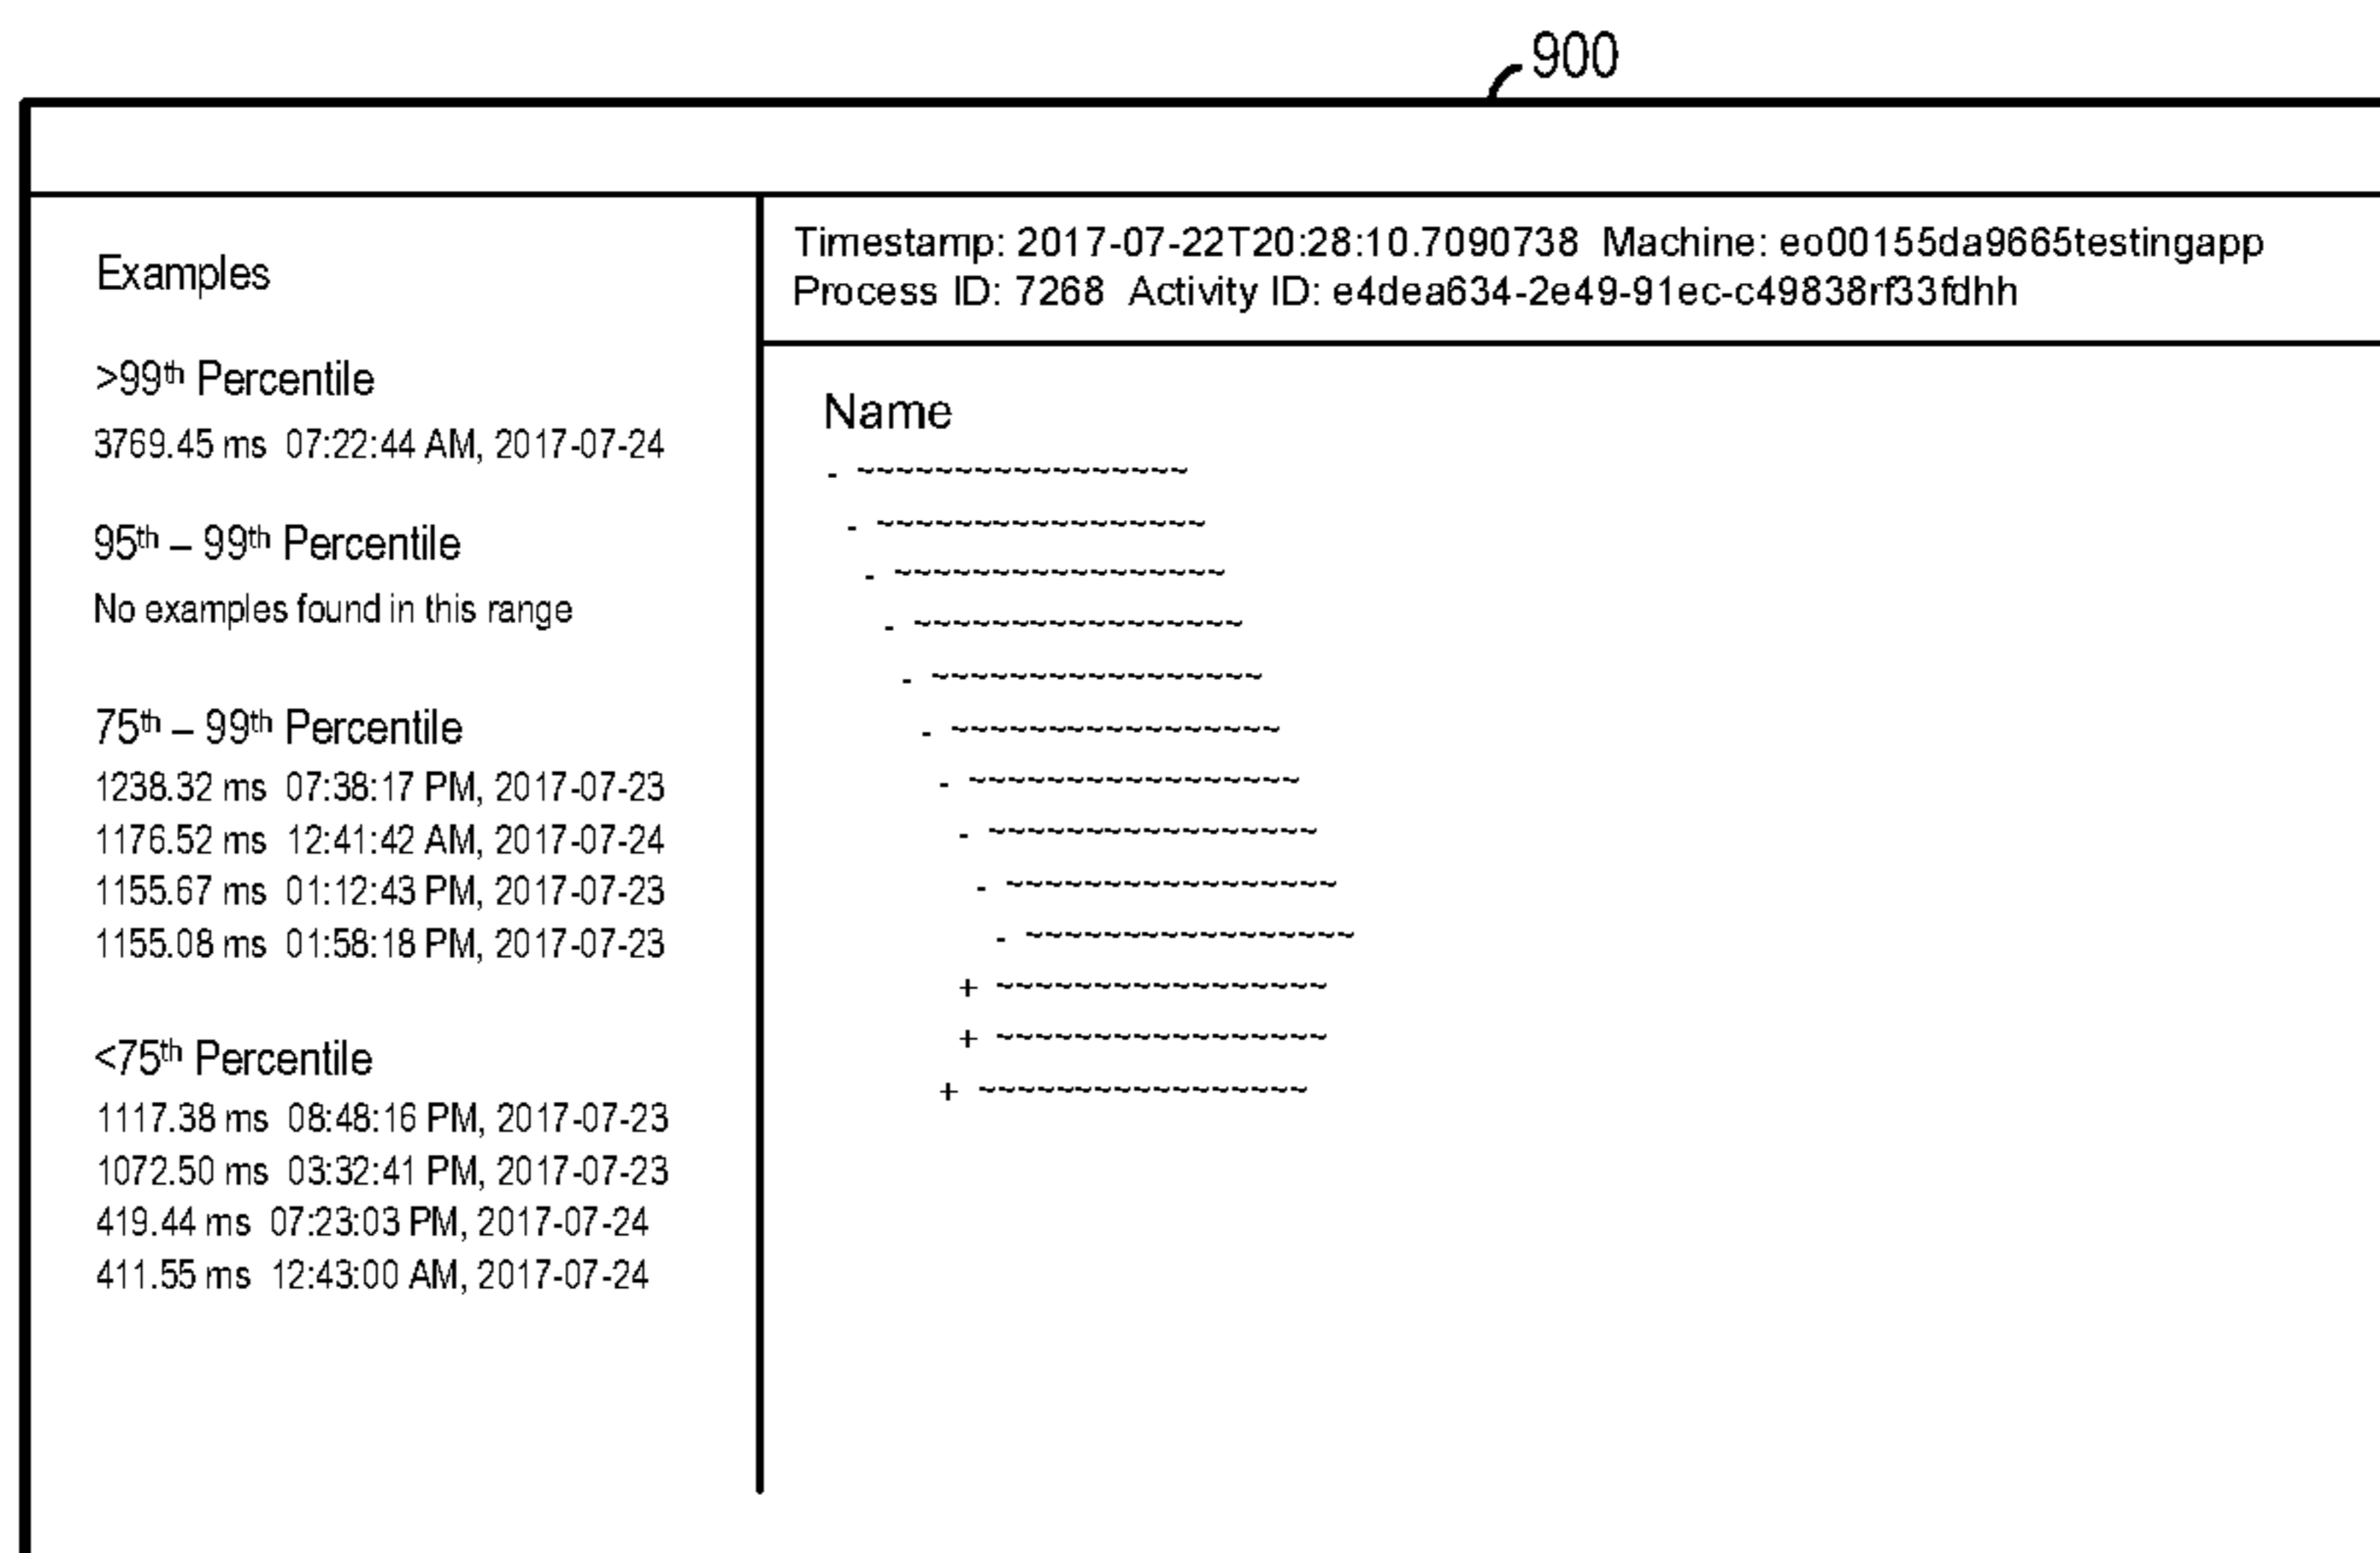 900
Examples
>99th Percentile
3769.45 ms 07:22:44 AM, 2017-07-24
95th – 99th Percentile
No examples found in this range
75th – 99th Percentile
1238.32 ms 07:38:17 PM, 2017-07-23
1176.52 ms 12:41:42 AM, 2017-07-24
1155.67 ms 01:12:43 PM, 2017-07-23
1155.08 ms 01:58:18 PM, 2017-07-23
<75th Percentile
1117.38 ms 08:48:16 PM, 2017-07-23
1072.50 ms 03:32:41 PM, 2017-07-23
419.44 ms 07:23:03 PM, 2017-07-24
411.55 ms 12:43:00 AM, 2017-07-24
Timestamp: 2017-07-22T20:28:10.7090738 Machine: eo00155da9665testingapp
Process ID: 7268 Activity ID: e4dea634-2e49-91ec-c49838rf33fdhh
Name
- ~~~~~~~~~~~~~~~~~
- ~~~~~~~~~~~~~~~~~
- ~~~~~~~~~~~~~~~~~
- ~~~~~~~~~~~~~~~~~
- ~~~~~~~~~~~~~~~~~
- ~~~~~~~~~~~~~~~~~
- ~~~~~~~~~~~~~~~~~
- ~~~~~~~~~~~~~~~~~
- ~~~~~~~~~~~~~~~~~
- ~~~~~~~~~~~~~~~~~
+ ~~~~~~~~~~~~~~~~~
+ ~~~~~~~~~~~~~~~~~
+ ~~~~~~~~~~~~~~~~~